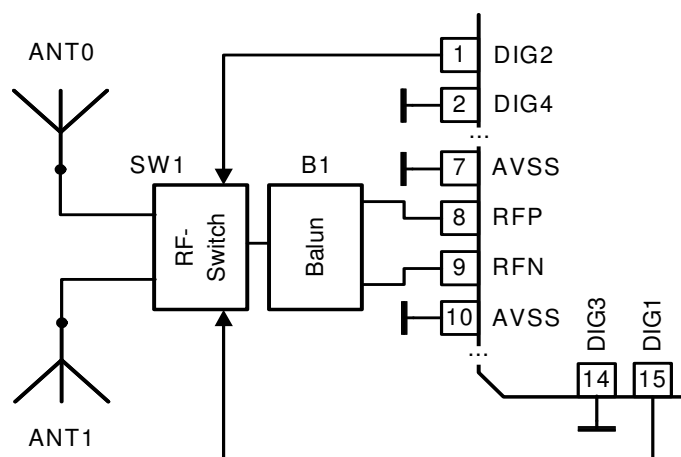 ANT0
1 DIG2
2 DIG4
...
SW1
B1
7 AVSS
RF-
Switch
Balun
8 RFP
9 RFN
10 AVSS
...
DIG3
DIG1
14
15
ANT1